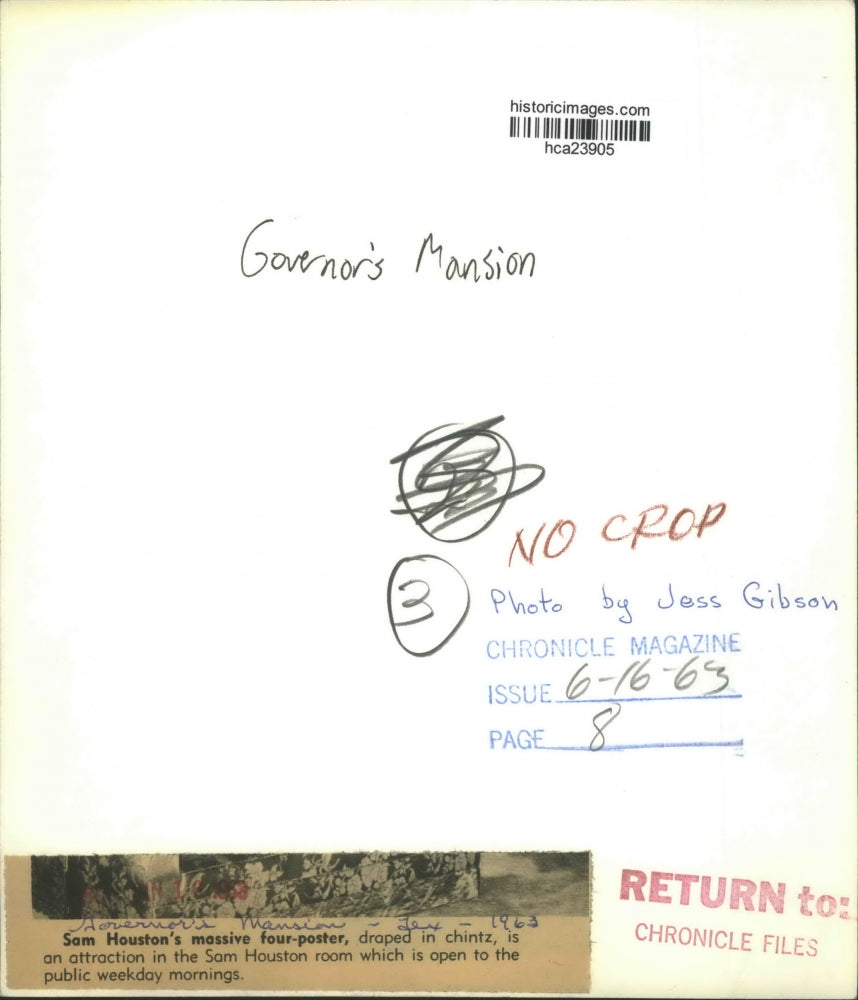 historicimages.com
hca23905
Governor's Mansion
NO CROP
3
Photo by Jess Gibson
CHRONICLE MAGAZINE
ISSUE 6-16-63
PAGE 8
Governor's Mansion - Tex - 1963
Sam Houston's massive four-poster, draped in chintz, is
an attraction in the Sam Houston room which is open to the
public weekday mornings.
RETURN to:
CHRONICLE FILES